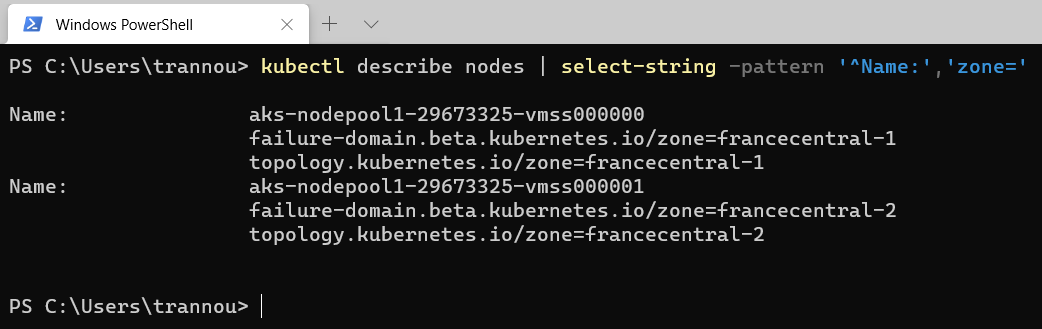 Windows PowerShell
PS C:\Users\trannou> kubectl describe nodes | select-string -pattern '^Name:','zone='
Name: aks-nodepool1-29673325-vmss000000
failure-domain.beta.kubernetes.io/zone=francecentral-1
topology.kubernetes.io/zone=francecentral-1
Name: aks-nodepool1-29673325-vmss000001
failure-domain.beta.kubernetes.io/zone=francecentral-2
topology.kubernetes.io/zone=francecentral-2
PS C:\Users\trannou>